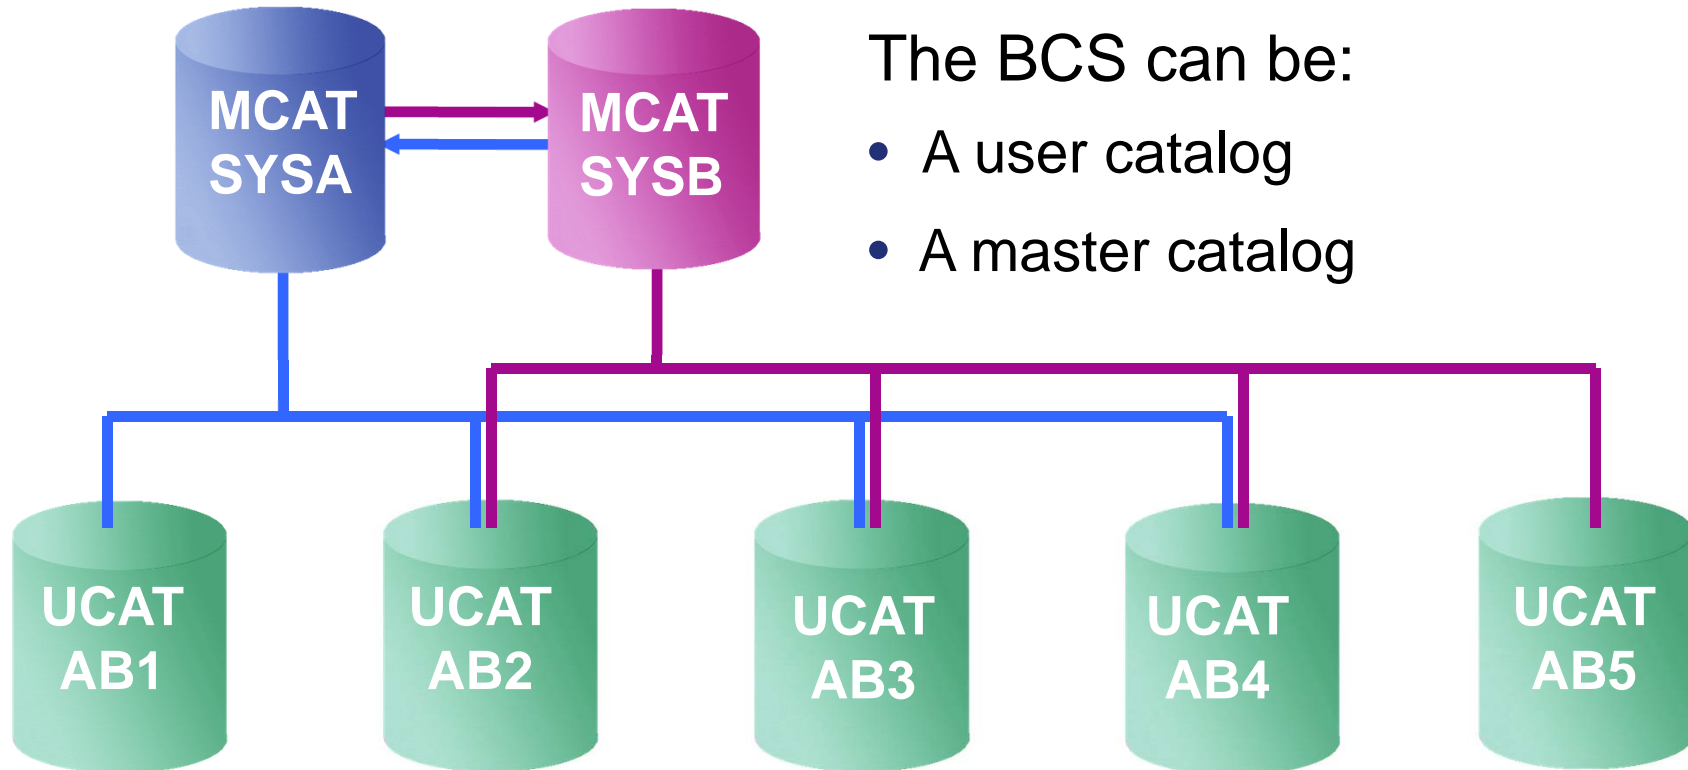 MCAT
SYSA
MCAT
SYSB
The BCS can be:
• A user catalog
• A master catalog
UCAT
AB1
UCAT
AB2
UCAT
AB3
UCAT
AB4
UCAT
AB5